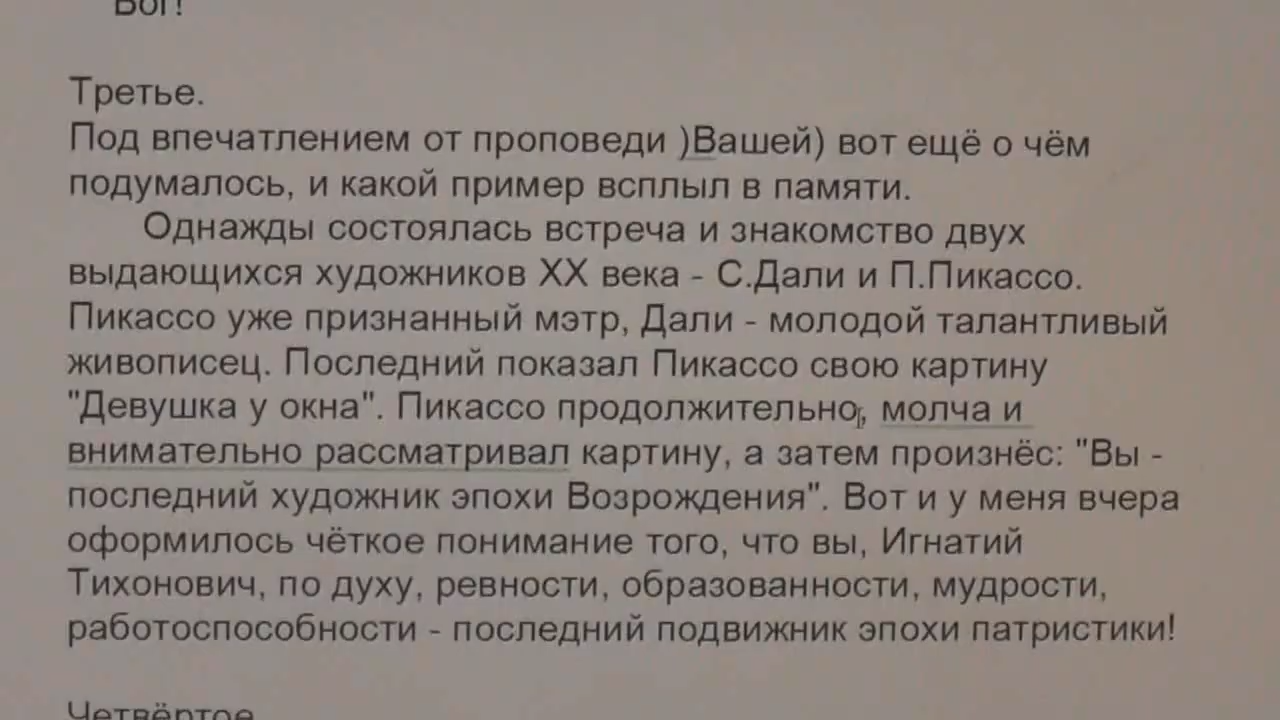 Бог!
Третье.
Под впечатлением от проповеди )Вашей) вот ещё о чём
подумалось, и какой пример всплыл в памяти.
Однажды состоялась встреча и знакомство двух
выдающихся художников ХХ века - С.Дали и П.Пикассо.
Пикассо уже признанный мэтр, Дали - молодой талантливый
живописец. Последний показал Пикассо свою картину
"Девушка у окна". Пикассо продолжительно, молча и
внимательно рассматривал картину, а затем произнёс: "Вы -
последний художник эпохи Возрождения". Вот и у меня вчера
оформилось чёткое понимание того, что вы, Игнатий
Тихонович, по духу, ревности, образованности, мудрости,
работоспособности - последний подвижник эпохи патристики!
Четвёртое